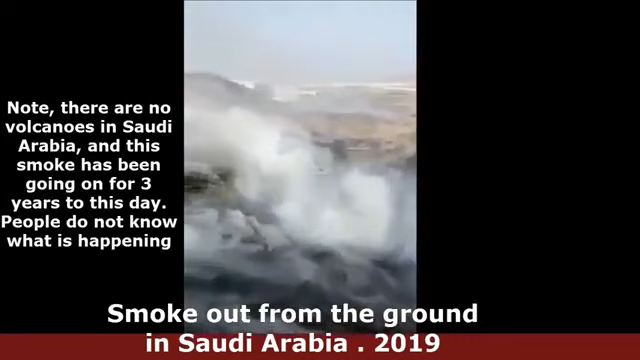 Note, there are no
volcanoes in Saudi
Arabia, and this
smoke has been
going on for 3
years to this day.
People do not know
what is happening
Smoke out from the ground
in Saudi Arabia . 2019